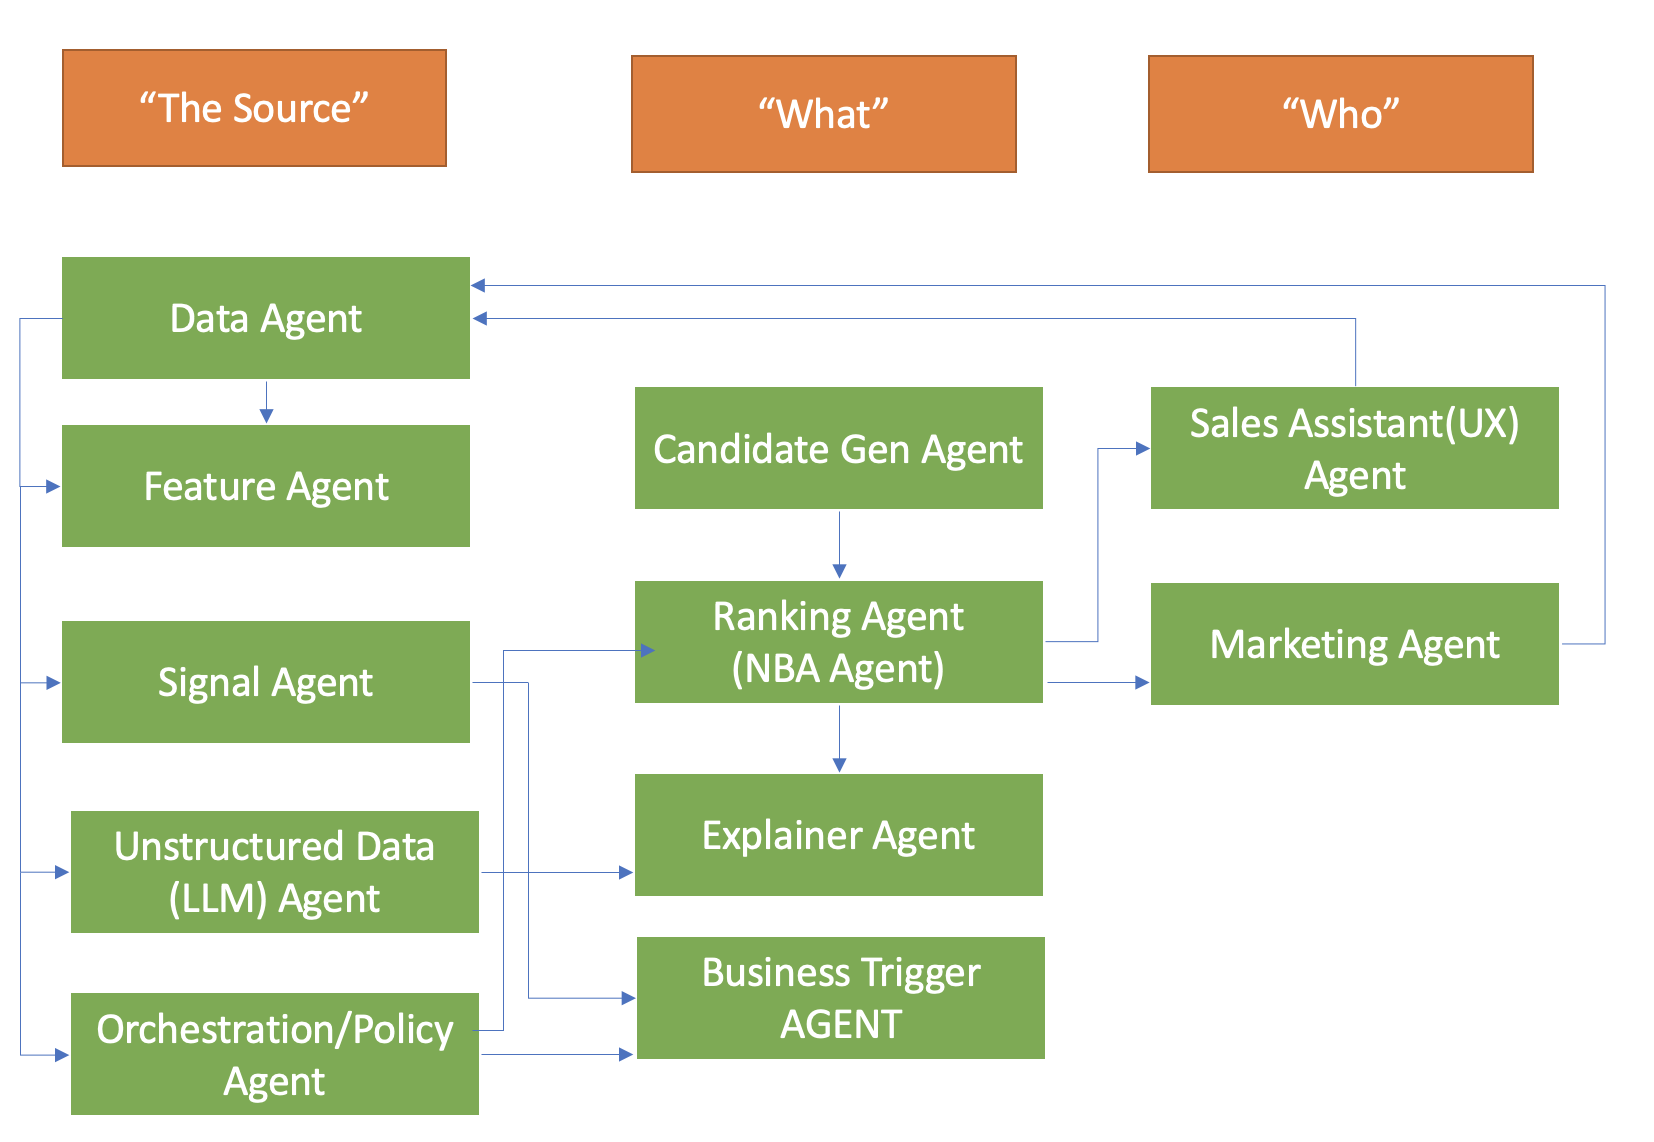 “The Source”
“What”
“Who”
Data Agent
Feature Agent
Signal Agent
Unstructured Data
(LLM) Agent
Orchestration/Policy
Agent
Candidate Gen Agent
Ranking Agent
(NBA Agent)
Explainer Agent
Business Trigger
AGENT
Sales Assistant(UX)
Agent
Marketing Agent